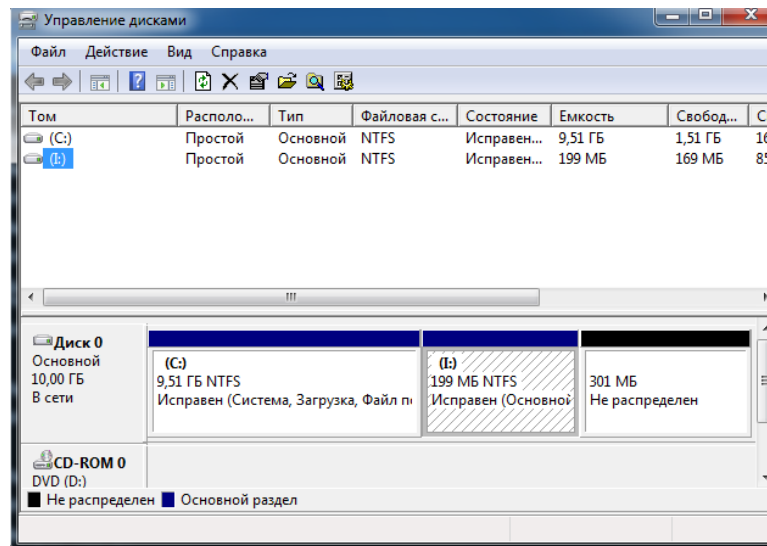 Управление дисками
Файл Действие Вид Справка
Том Располо... Тип Файловая с... Состояние Емкость Свобод... С
(C:) Простой Основной NTFS Исправен... 9,51 ГБ 1,51 ГБ 16
(I:) Простой Основной NTFS Исправен... 199 МБ 169 МБ 85
Диск 0
Основной
10,00 ГБ
В сети
(C:)
9,51 ГБ NTFS
Исправен (Система, Загрузка, Файл п
(I:)
199 МБ NTFS
Исправен (Основной
301 МБ
Не распределен
CD-ROM 0
DVD (D:)
Не распределен Основной раздел